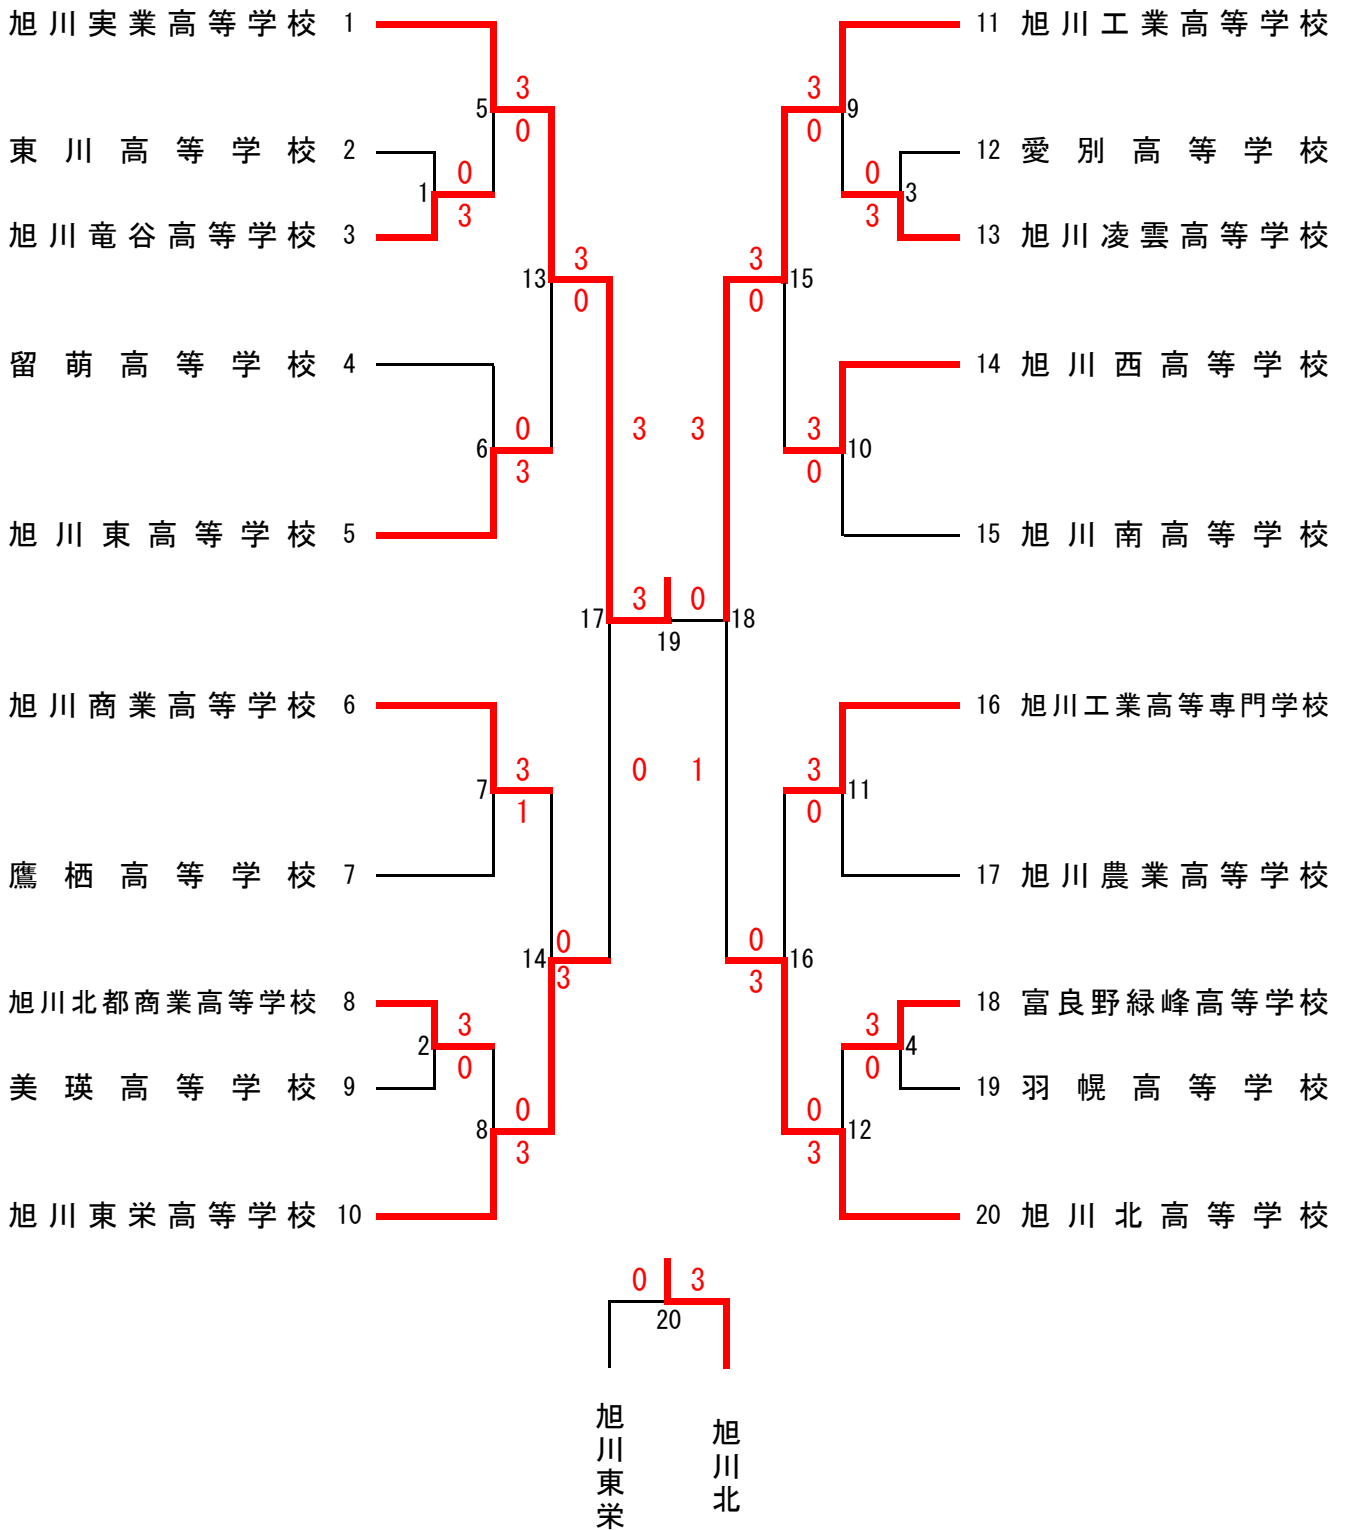 旭川実業高等学校 1
3
5
0
東川高等学校 2
0
1
3
旭川竜谷高等学校 3
3
13
0
留萌高等学校 4
0
6
3
旭川東高等学校 5
3
17
0
旭川商業高等学校 6
3
7
1
鷹栖高等学校 7
0
14
3
旭川北都商業高等学校 8
3
2
0
美瑛高等学校 9
0
8
3
旭川東栄高等学校 10
3 0
19
11 旭川工業高等学校
3
9
0
12 愛別高等学校
0
3
3
13 旭川凌雲高等学校
3
15
0
14 旭川西高等学校
3
10
0
15 旭川南高等学校
3
18
1
16 旭川工業高等専門学校
3
11
0
17 旭川農業高等学校
0
16
3
18 富良野緑峰高等学校
3
4
0
19 羽幌高等学校
0
12
3
20 旭川北高等学校
0 3
20
旭川東栄
旭川北